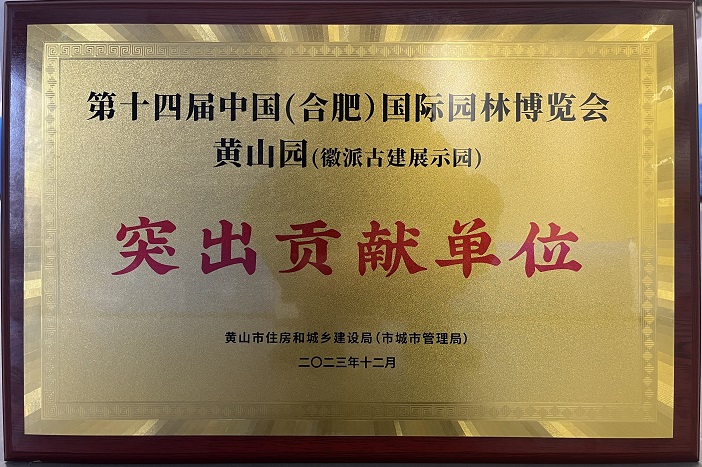 第十四届中国(合肥)国际园林博览会
黄山园(徽派古建展示园)
突出贡献单位
黄山市住房和城乡建设局(市城市管理局)
二〇二三年十二月